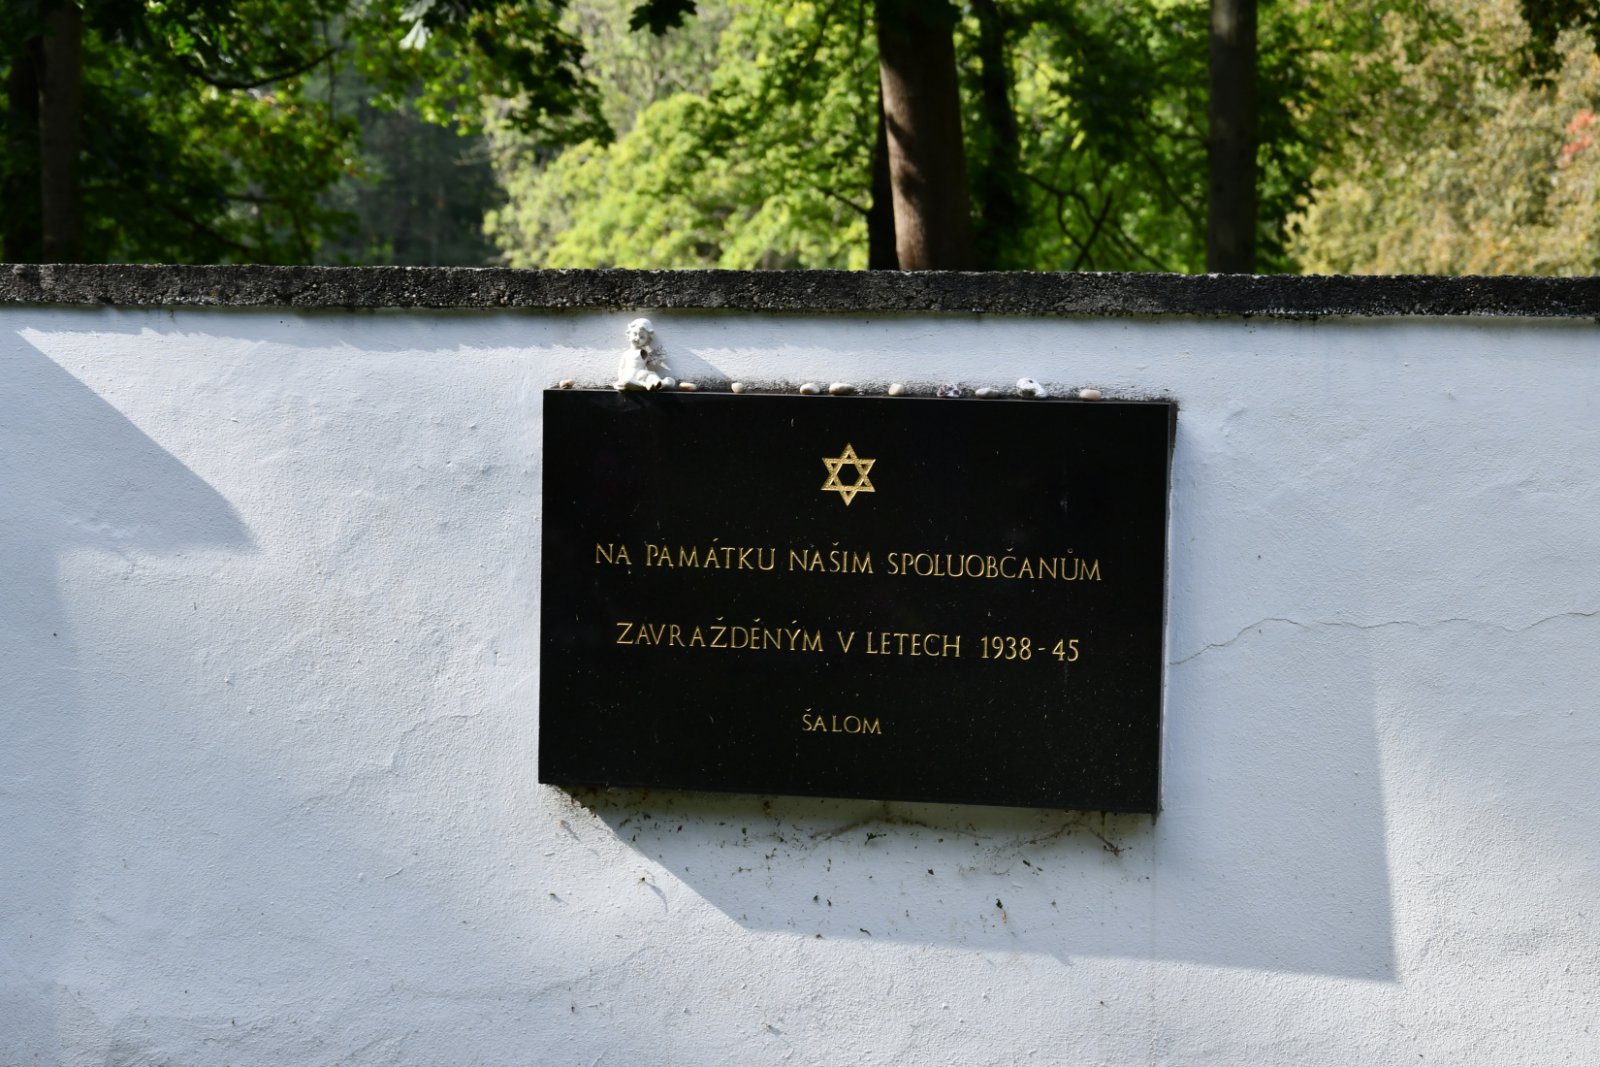 NA PAMÁTKU NAŠIM SPOLUOBČANŮM
ZAVRAŽDĚNÝM V LETECH 1938-45
ŠALOM